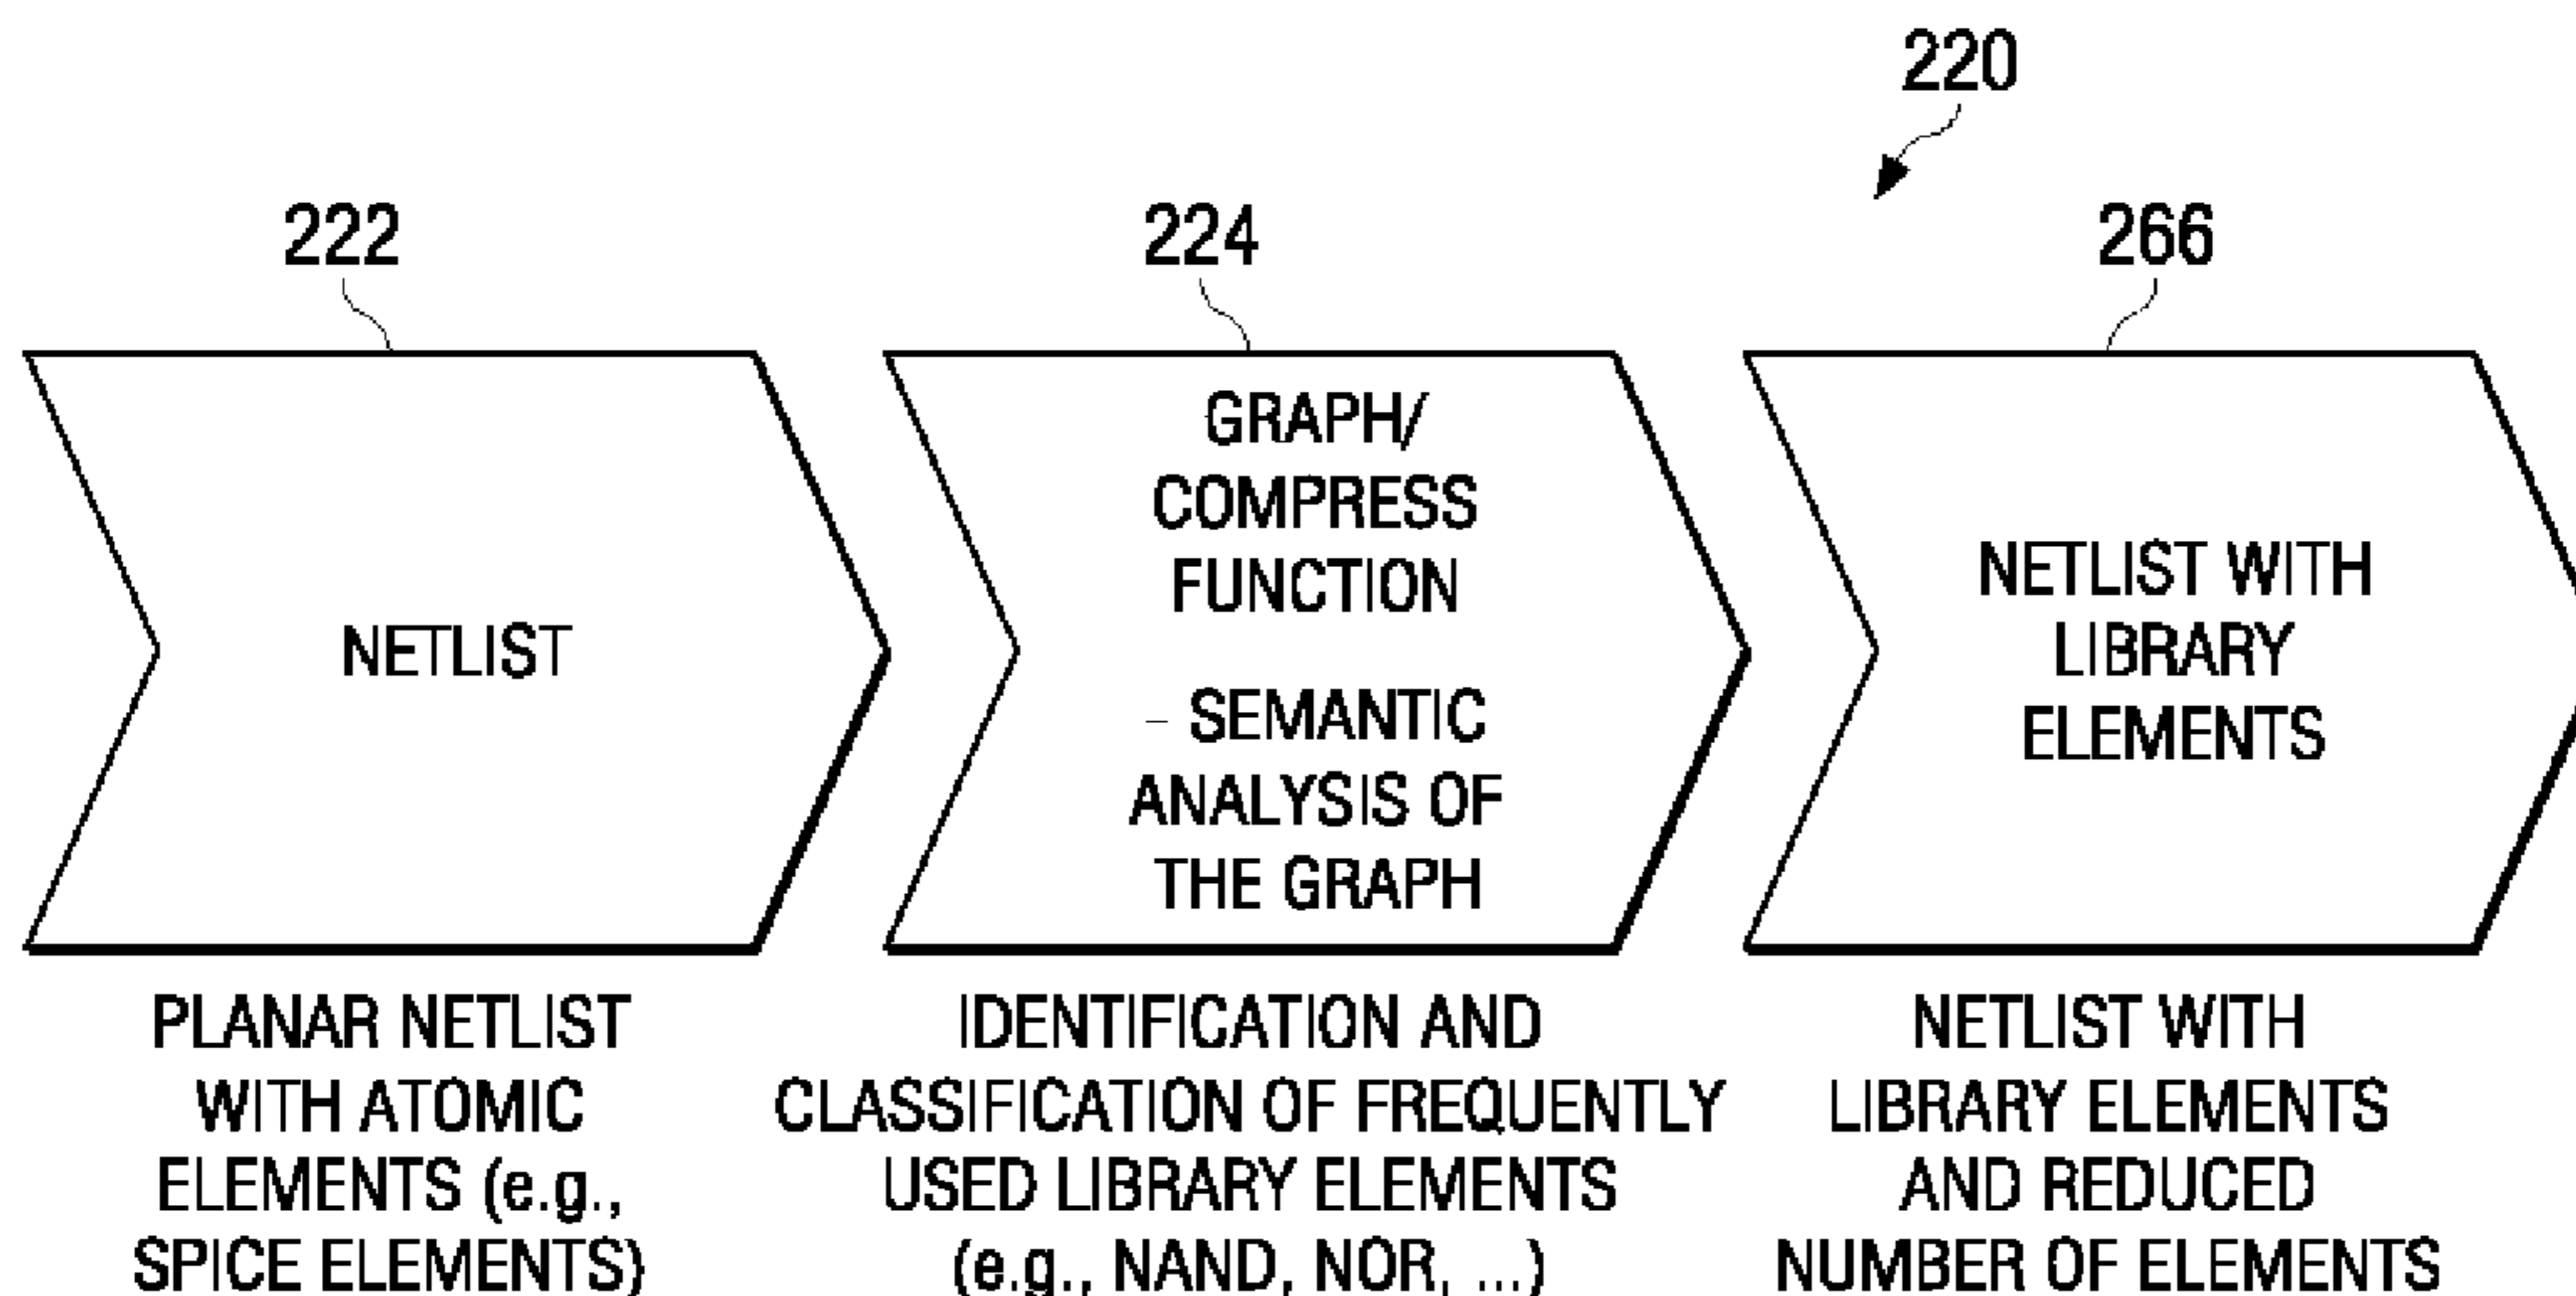 220
222
224
266
NETLIST
GRAPH/
COMPRESS
FUNCTION
– SEMANTIC
ANALYSIS OF
THE GRAPH
NETLIST WITH
LIBRARY
ELEMENTS
PLANAR NETLIST
WITH ATOMIC
ELEMENTS (e.g.,
SPICE ELEMENTS)
IDENTIFICATION AND
CLASSIFICATION OF FREQUENTLY
USED LIBRARY ELEMENTS
(e.g., NAND, NOR, ...)
NETLIST WITH
LIBRARY ELEMENTS
AND REDUCED
NUMBER OF ELEMENTS